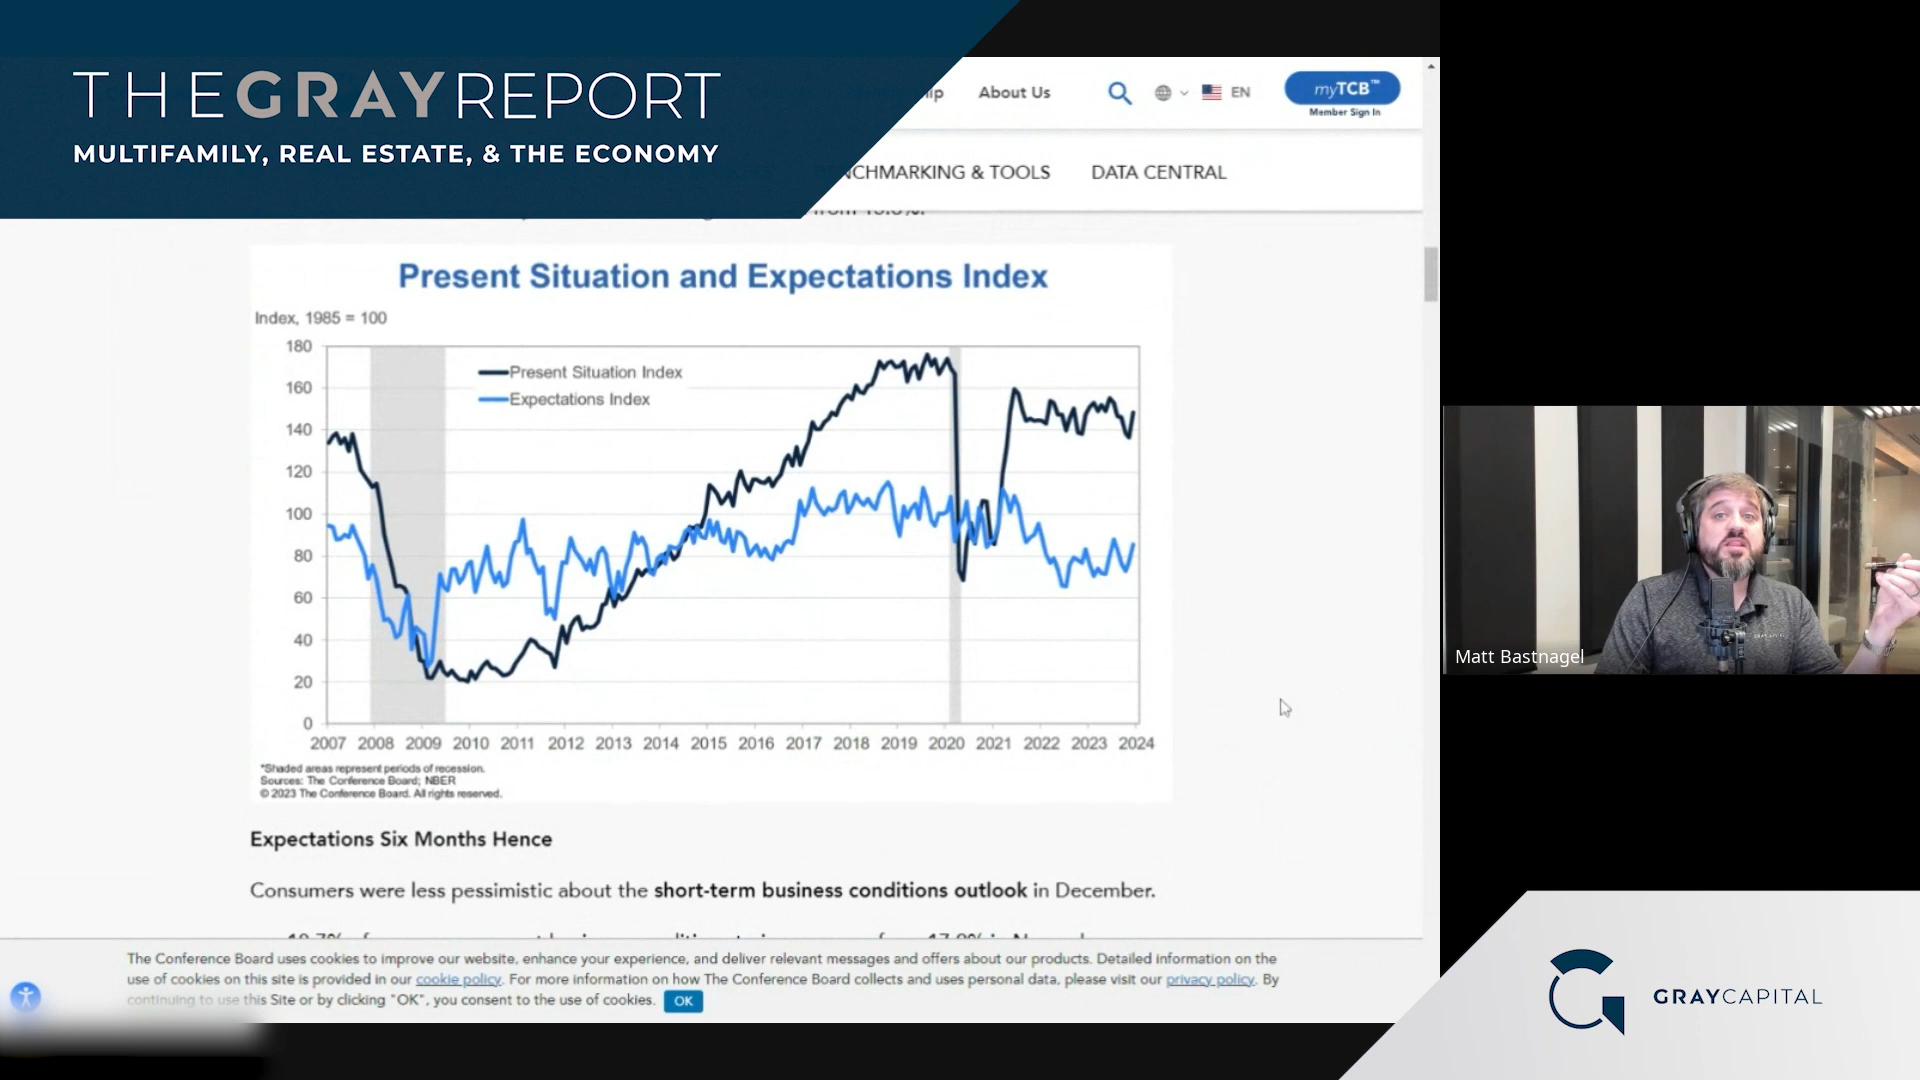 THEGRAYREPORT
MULTIFAMILY, REAL ESTATE, & THE ECONOMY
About Us
EN
myTCB™
Member Sign In
& TOOLS
DATA CENTRAL
Present Situation and Expectations Index
Index, 1985 = 100
180
160
140
120
100
80
60
40
20
0
Present Situation Index
Expectations Index
2007 2008 2009 2010 2011 2012 2013 2014 2015 2016 2017 2018 2019 2020 2021 2022 2023 2024
*Shaded areas represent periods of recession.
Sources: The Conference Board; NBER
© 2023 The Conference Board. All rights reserved.
Expectations Six Months Hence
Consumers were less pessimistic about the short-term business conditions outlook in December.
The Conference Board uses cookies to improve our website, enhance your experience, and deliver relevant messages and offers about our products. Detailed information on the
use of cookies on this site is provided in our cookie policy. For more information on how The Conference Board collects and uses personal data, please visit our privacy policy. By
continuing to use this Site or by clicking "OK", you consent to the use of cookies. OK
Matt Bastnagel
GRAYCAPITAL